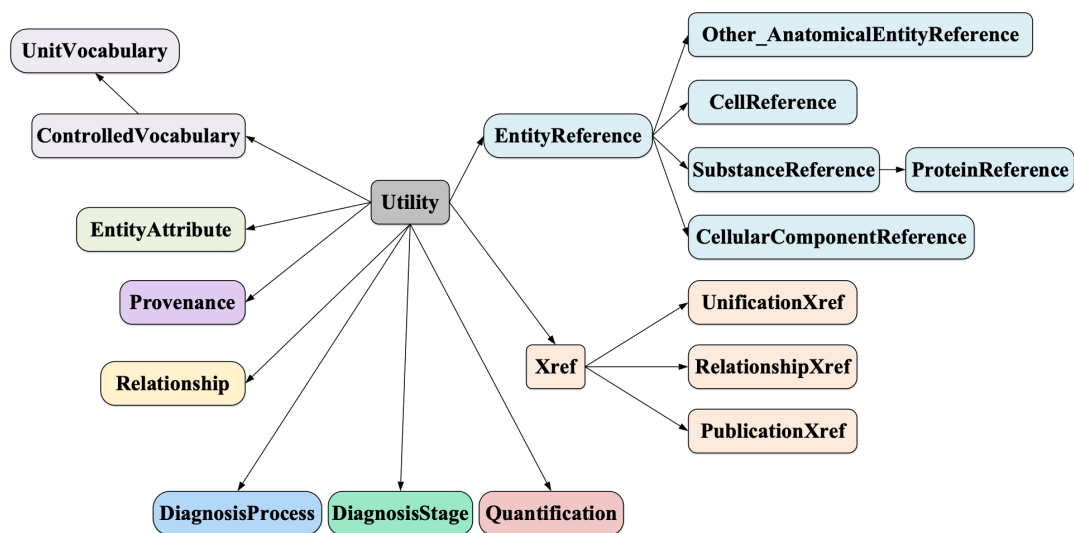 UnitVocabulary
ControlledVocabulary
EntityAttribute
Provenance
Relationship
DiagnosisProcess
DiagnosisStage
Quantification
Utility
EntityReference
Xref
Other_AnatomicalEntityReference
CellReference
SubstanceReference
ProteinReference
CellularComponentReference
UnificationXref
RelationshipXref
PublicationXref